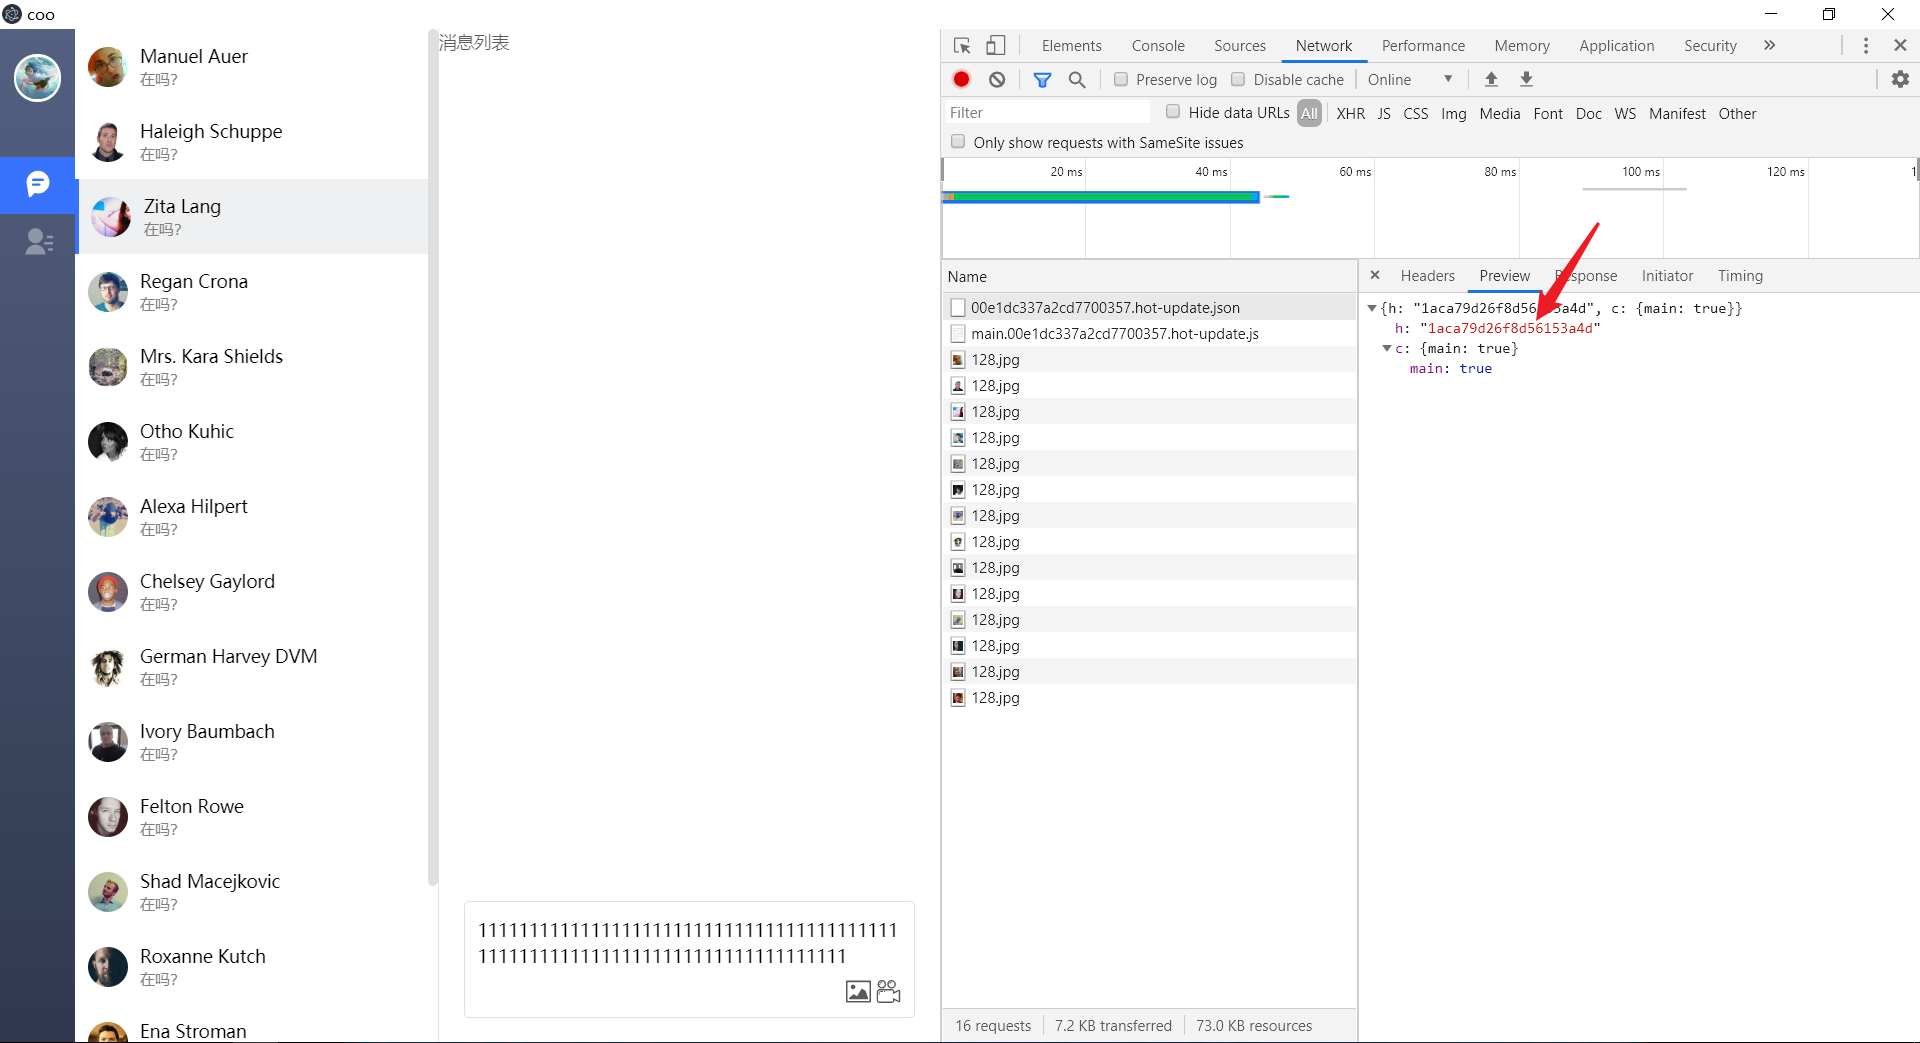 coo
Manuel Auer
在吗?
Haleigh Schuppe
在吗?
Zita Lang
在吗?
Regan Crona
在吗?
Mrs. Kara Shields
在吗?
Otho Kuhic
在吗?
Alexa Hilpert
在吗?
Chelsey Gaylord
在吗?
German Harvey DVM
在吗?
Ivory Baumbach
在吗?
Felton Rowe
在吗?
Shad Macejkovic
在吗?
Roxanne Kutch
在吗?
Ena Stroman
消息列表
11111111111111111111111111111111111111111
111111111111111111111111111111111111
Elements Console Sources Network Performance Memory Application Security »
Preserve log Disable cache Online
Filter Hide data URLs All XHR JS CSS Img Media Font Doc WS Manifest Other
Only show requests with SameSite issues
20 ms 40 ms 60 ms 80 ms 100 ms 120 ms 1
Name
00e1dc337a2cd7700357.hot-update.json
main.00e1dc337a2cd7700357.hot-update.js
128.jpg
128.jpg
128.jpg
128.jpg
128.jpg
128.jpg
128.jpg
128.jpg
128.jpg
128.jpg
128.jpg
128.jpg
128.jpg
128.jpg
16 requests 7.2 KB transferred 73.0 KB resources
Headers Preview Response Initiator Timing
{h: "1aca79d26f8d56153a4d", c: {main: true}}
h: "1aca79d26f8d56153a4d"
c: {main: true}
main: true